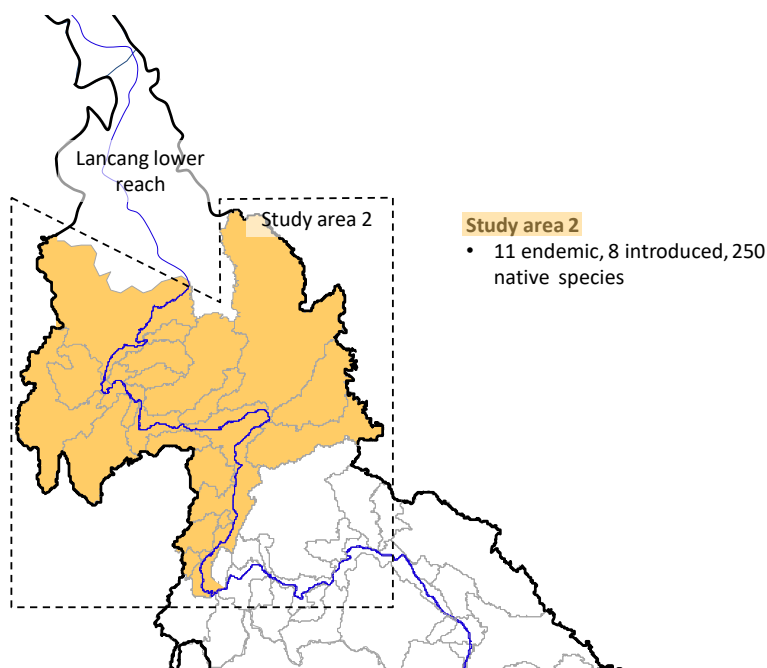 Lancang lower
reach
Study area 2
Study area 2
• 11 endemic, 8 introduced, 250
native species